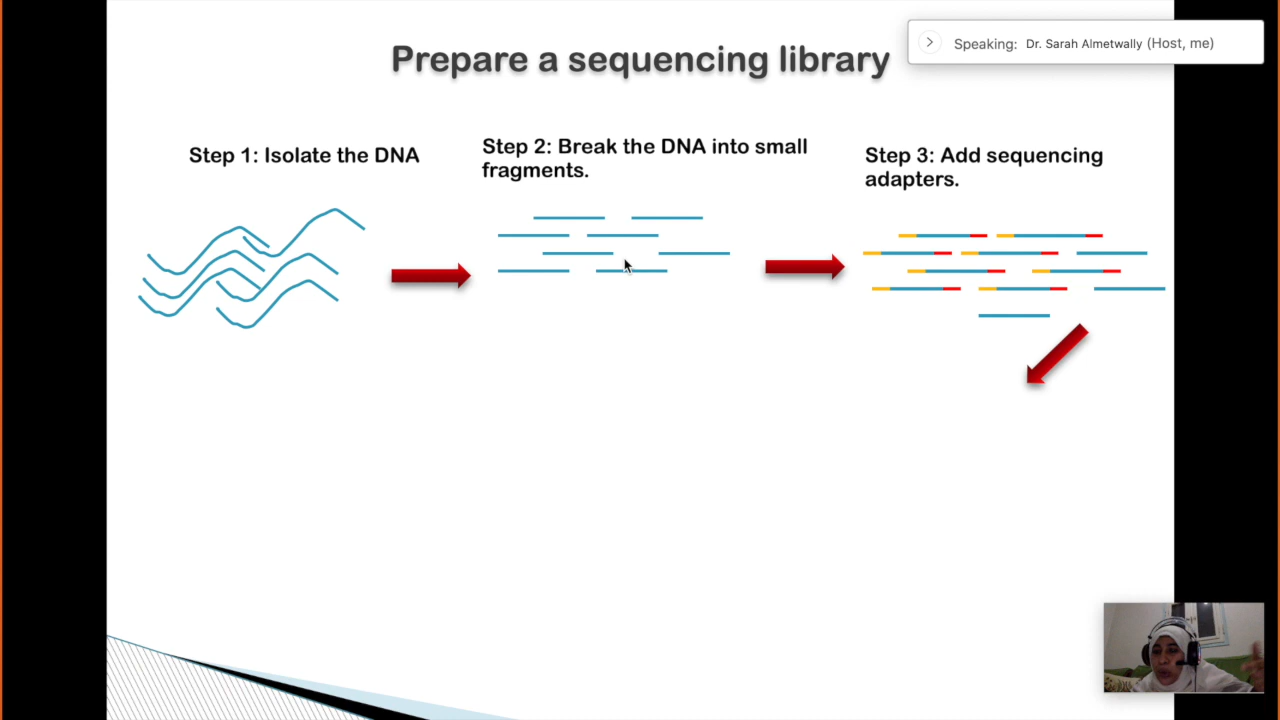 Speaking: Dr. Sarah Almetwally (Host, me)
Prepare a sequencing library
Step 1: Isolate the DNA
Step 2: Break the DNA into small
fragments.
Step 3: Add sequencing
adapters.